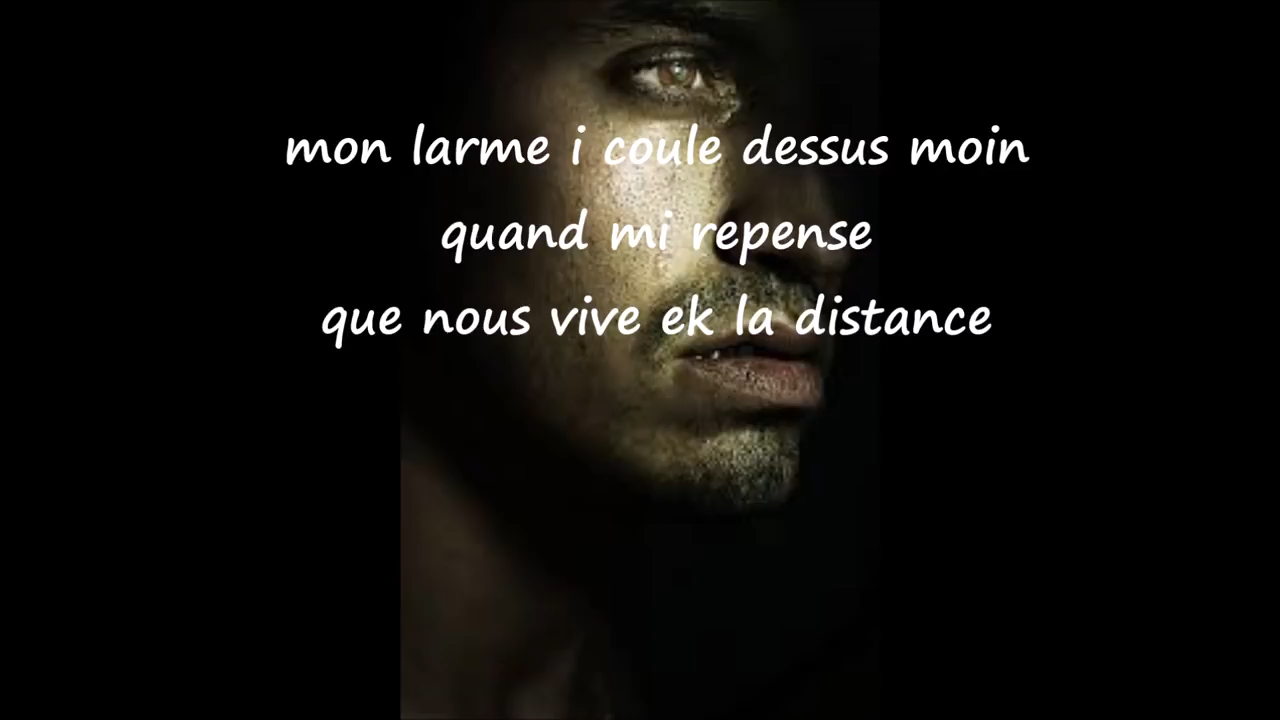 mon larme i coule dessus moin
quand mi repense
que nous vive ek la distance